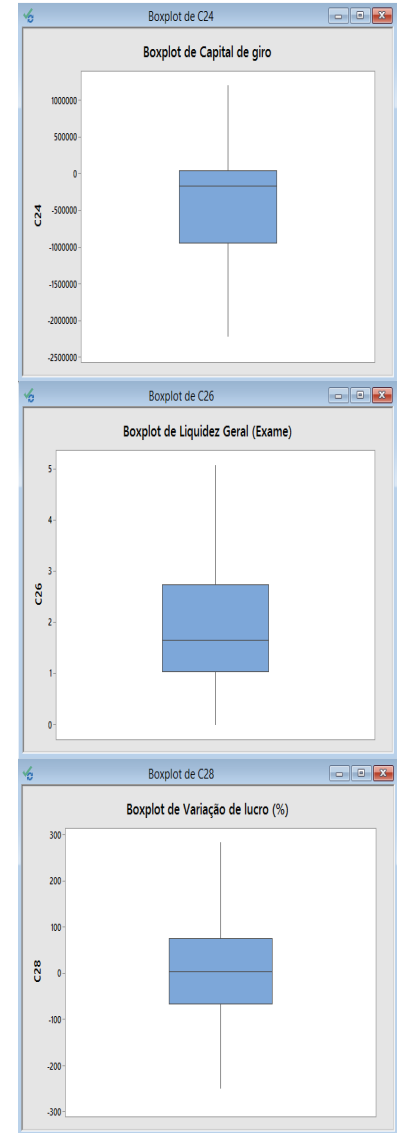 Boxplot de C24
Boxplot de Capital de giro
1000000
500000
0
-500000
-1000000
-1500000
-2000000
-2500000
C24
Boxplot de C26
Boxplot de Liquidez Geral (Exame)
5
4
3
2
1
0
C26
Boxplot de C28
Boxplot de Variação de lucro (%)
300
200
100
0
-100
-200
-300
C28